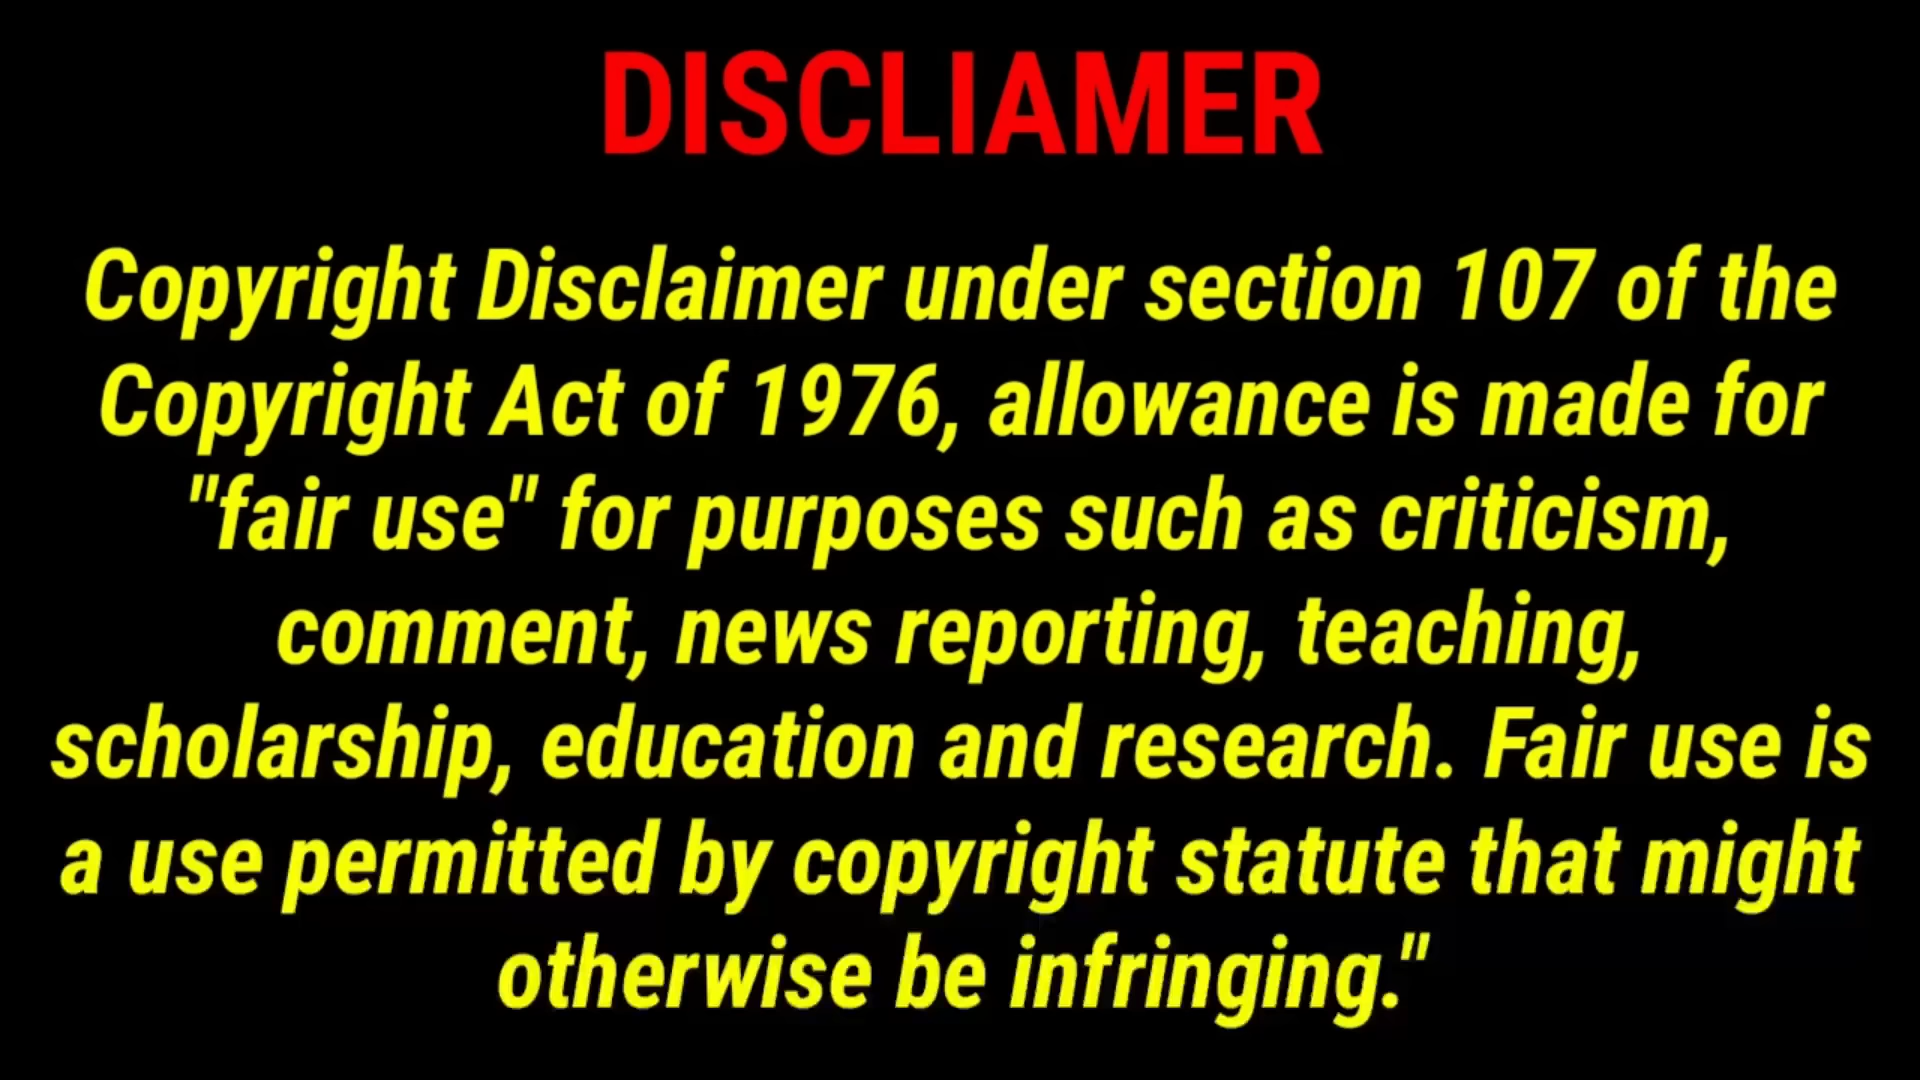 DISCLIAMER
Copyright Disclaimer under section 107 of the
Copyright Act of 1976, allowance is made for
"fair use" for purposes such as criticism,
comment, news reporting, teaching,
scholarship, education and research. Fair use is
a use permitted by copyright statute that might
otherwise be infringing."